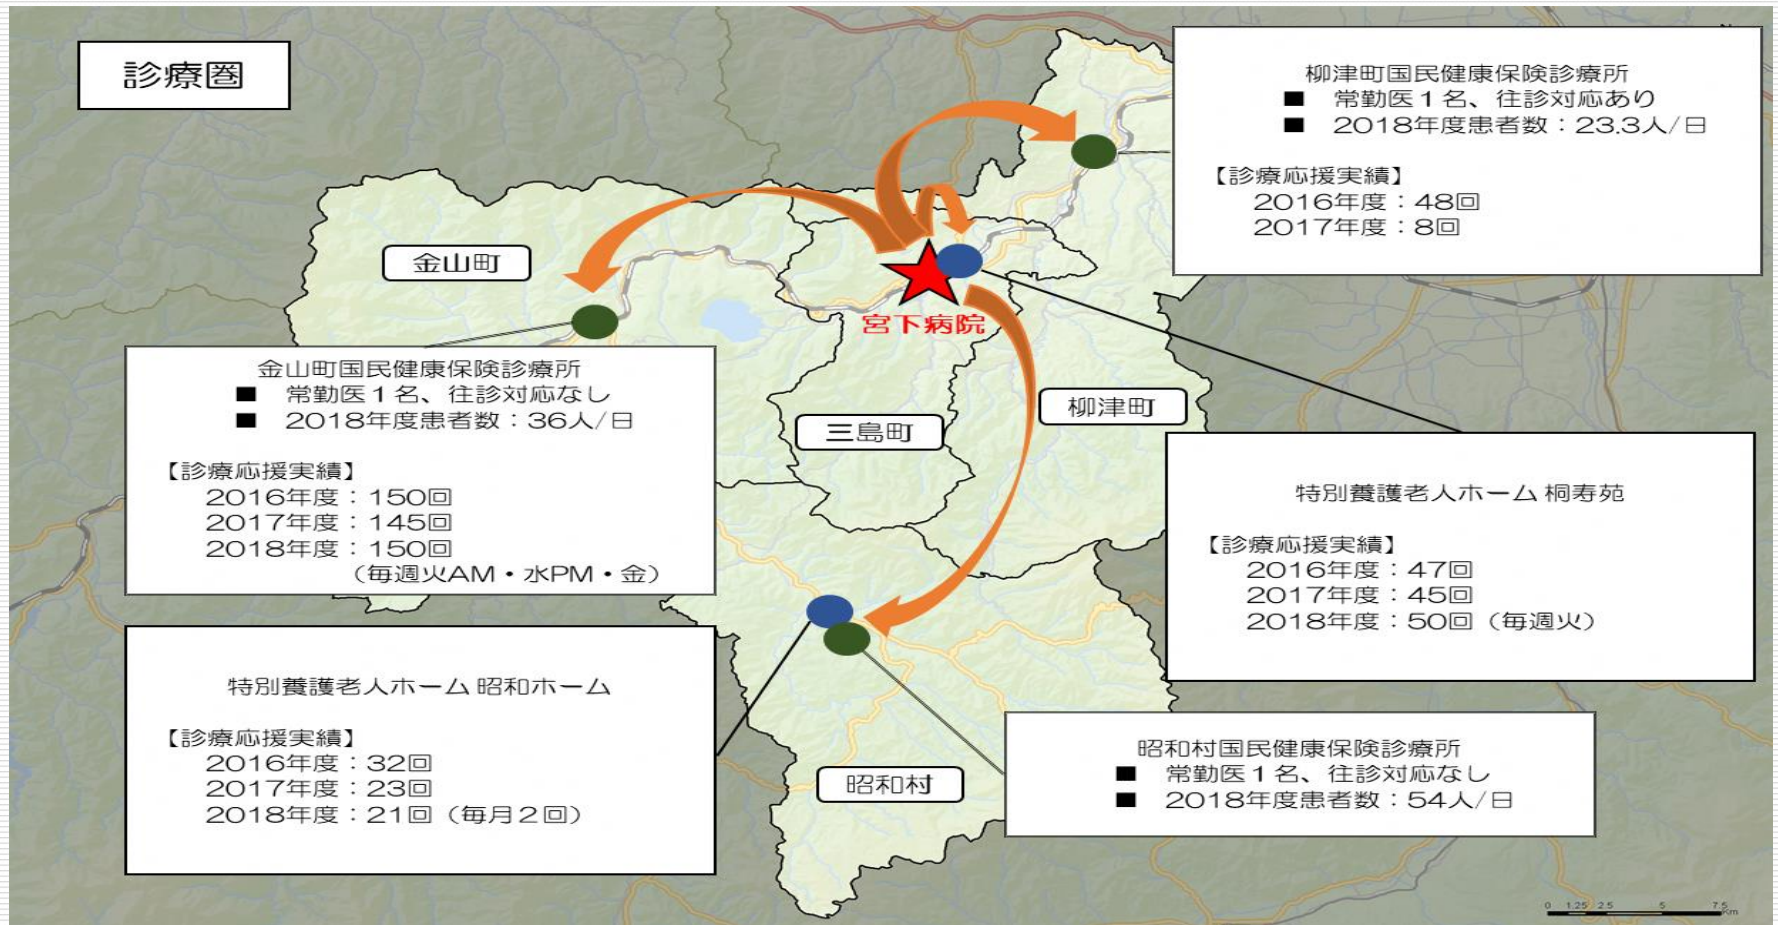 診療圏
柳津町国民健康保険診療所
■ 常勤医1名、往診対応あり
■ 2018年度患者数：23.3人/日
【診療応援実績】
2016年度：48回
2017年度：8回
金山町
宮下病院
金山町国民健康保険診療所
■ 常勤医1名、往診対応なし
■ 2018年度患者数：36人/日
【診療応援実績】
2016年度：150回
2017年度：145回
2018年度：150回
（毎週火AM・水PM・金）
三島町
柳津町
特別養護老人ホーム 桐寿苑
【診療応援実績】
2016年度：47回
2017年度：45回
2018年度：50回（毎週火）
特別養護老人ホーム 昭和ホーム
【診療応援実績】
2016年度：32回
2017年度：23回
2018年度：21回（毎月2回）
昭和村
昭和村国民健康保険診療所
■ 常勤医1名、往診対応なし
■ 2018年度患者数：54人/日
0 1.25 2.5 5 7.5
Km